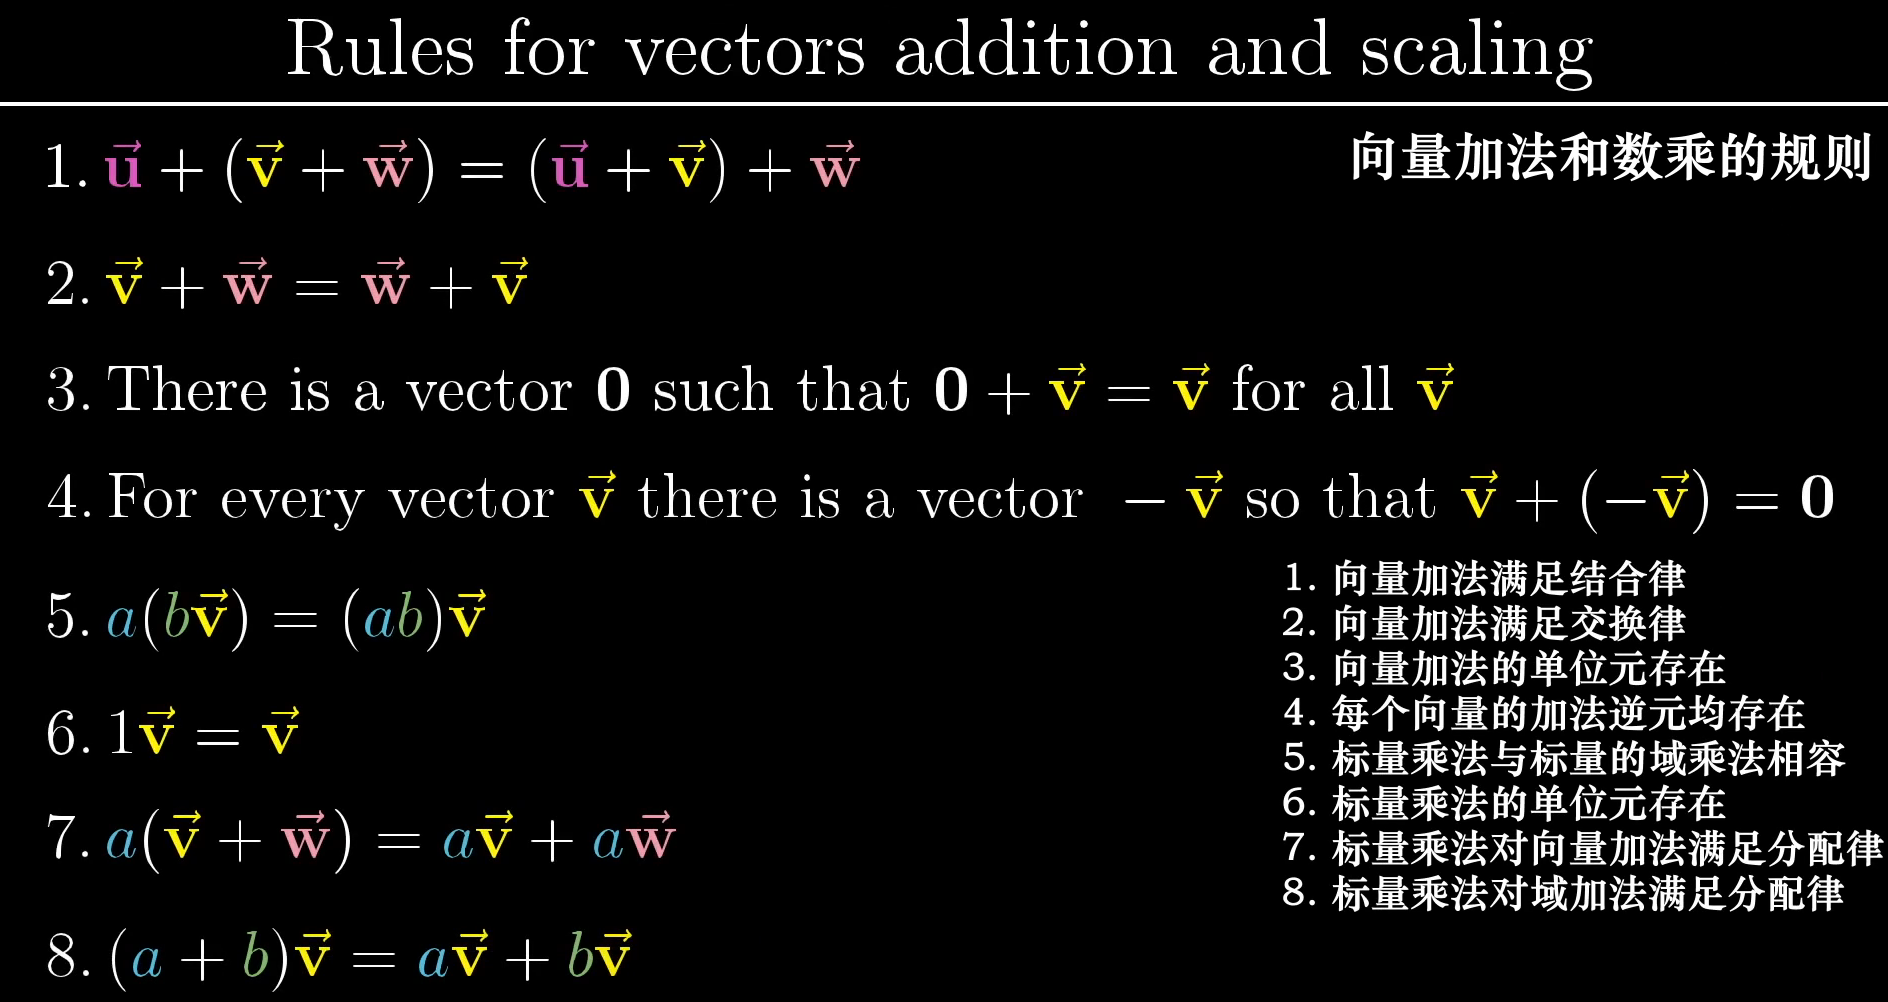 Rules for vectors addition and scaling
向量加法和数乘的规则
1. u⃗ + (v⃗ + w⃗) = (u⃗ + v⃗) + w⃗
2. v⃗ + w⃗ = w⃗ + v⃗
3. There is a vector 0 such that 0 + v⃗ = v⃗ for all v⃗
4. For every vector v⃗ there is a vector − v⃗ so that v⃗ + (−v⃗) = 0
5. a(bv⃗) = (ab)v⃗
6. 1v⃗ = v⃗
7. a(v⃗ + w⃗) = av⃗ + aw⃗
8. (a + b)v⃗ = av⃗ + bv⃗
1. 向量加法满足结合律
2. 向量加法满足交换律
3. 向量加法的单位元存在
4. 每个向量的加法逆元均存在
5. 标量乘法与标量的域乘法相容
6. 标量乘法的单位元存在
7. 标量乘法对向量加法满足分配律
8. 标量乘法对域加法满足分配律